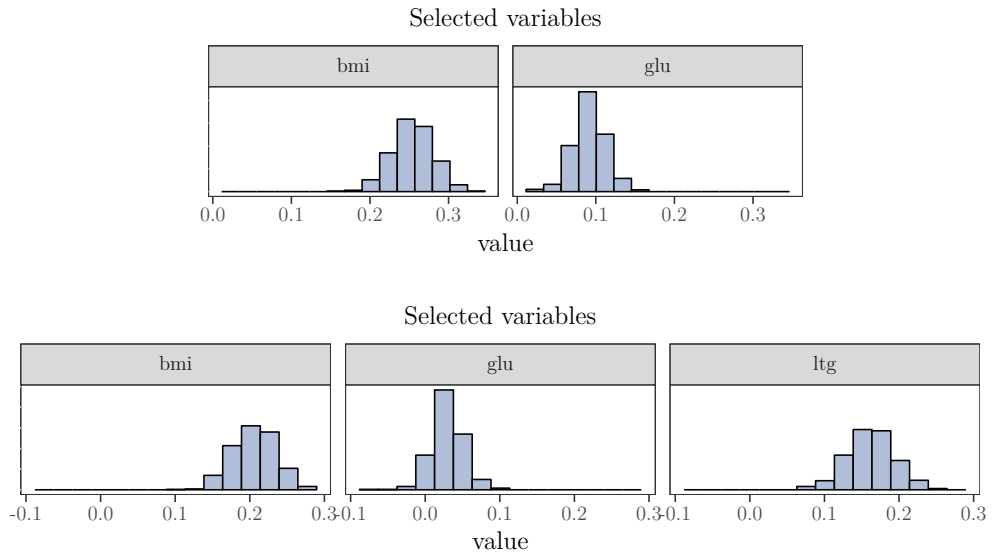 Selected variables
bmi glu
0.0 0.1 0.2 0.3 0.0 0.1 0.2 0.3
value
Selected variables
bmi glu ltg
-0.1 0.0 0.1 0.2 0.3 -0.1 0.0 0.1 0.2 0.3 -0.1 0.0 0.1 0.2 0.3
value